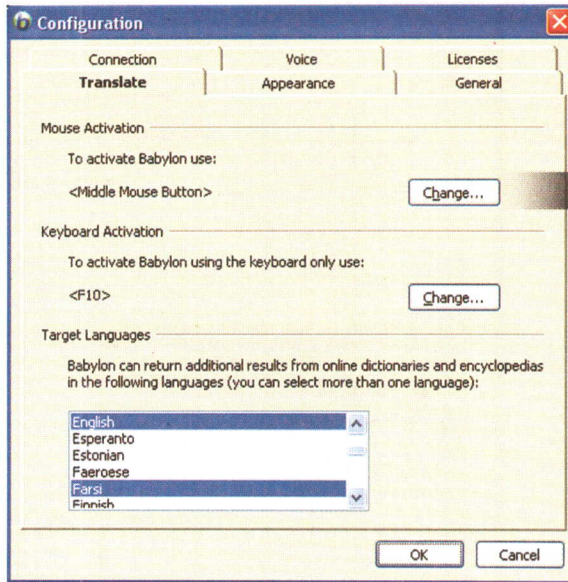 Configuration
Connection Voice Licenses
Translate Appearance General
Mouse Activation
To activate Babylon use:
<Middle Mouse Button>
Change...
Keyboard Activation
To activate Babylon using the keyboard only use:
<F10>
Change...
Target Languages
Babylon can return additional results from online dictionaries and encyclopedias
in the following languages (you can select more than one language):
English
Esperanto
Estonian
Faeroese
Farsi
Finnish
OK Cancel